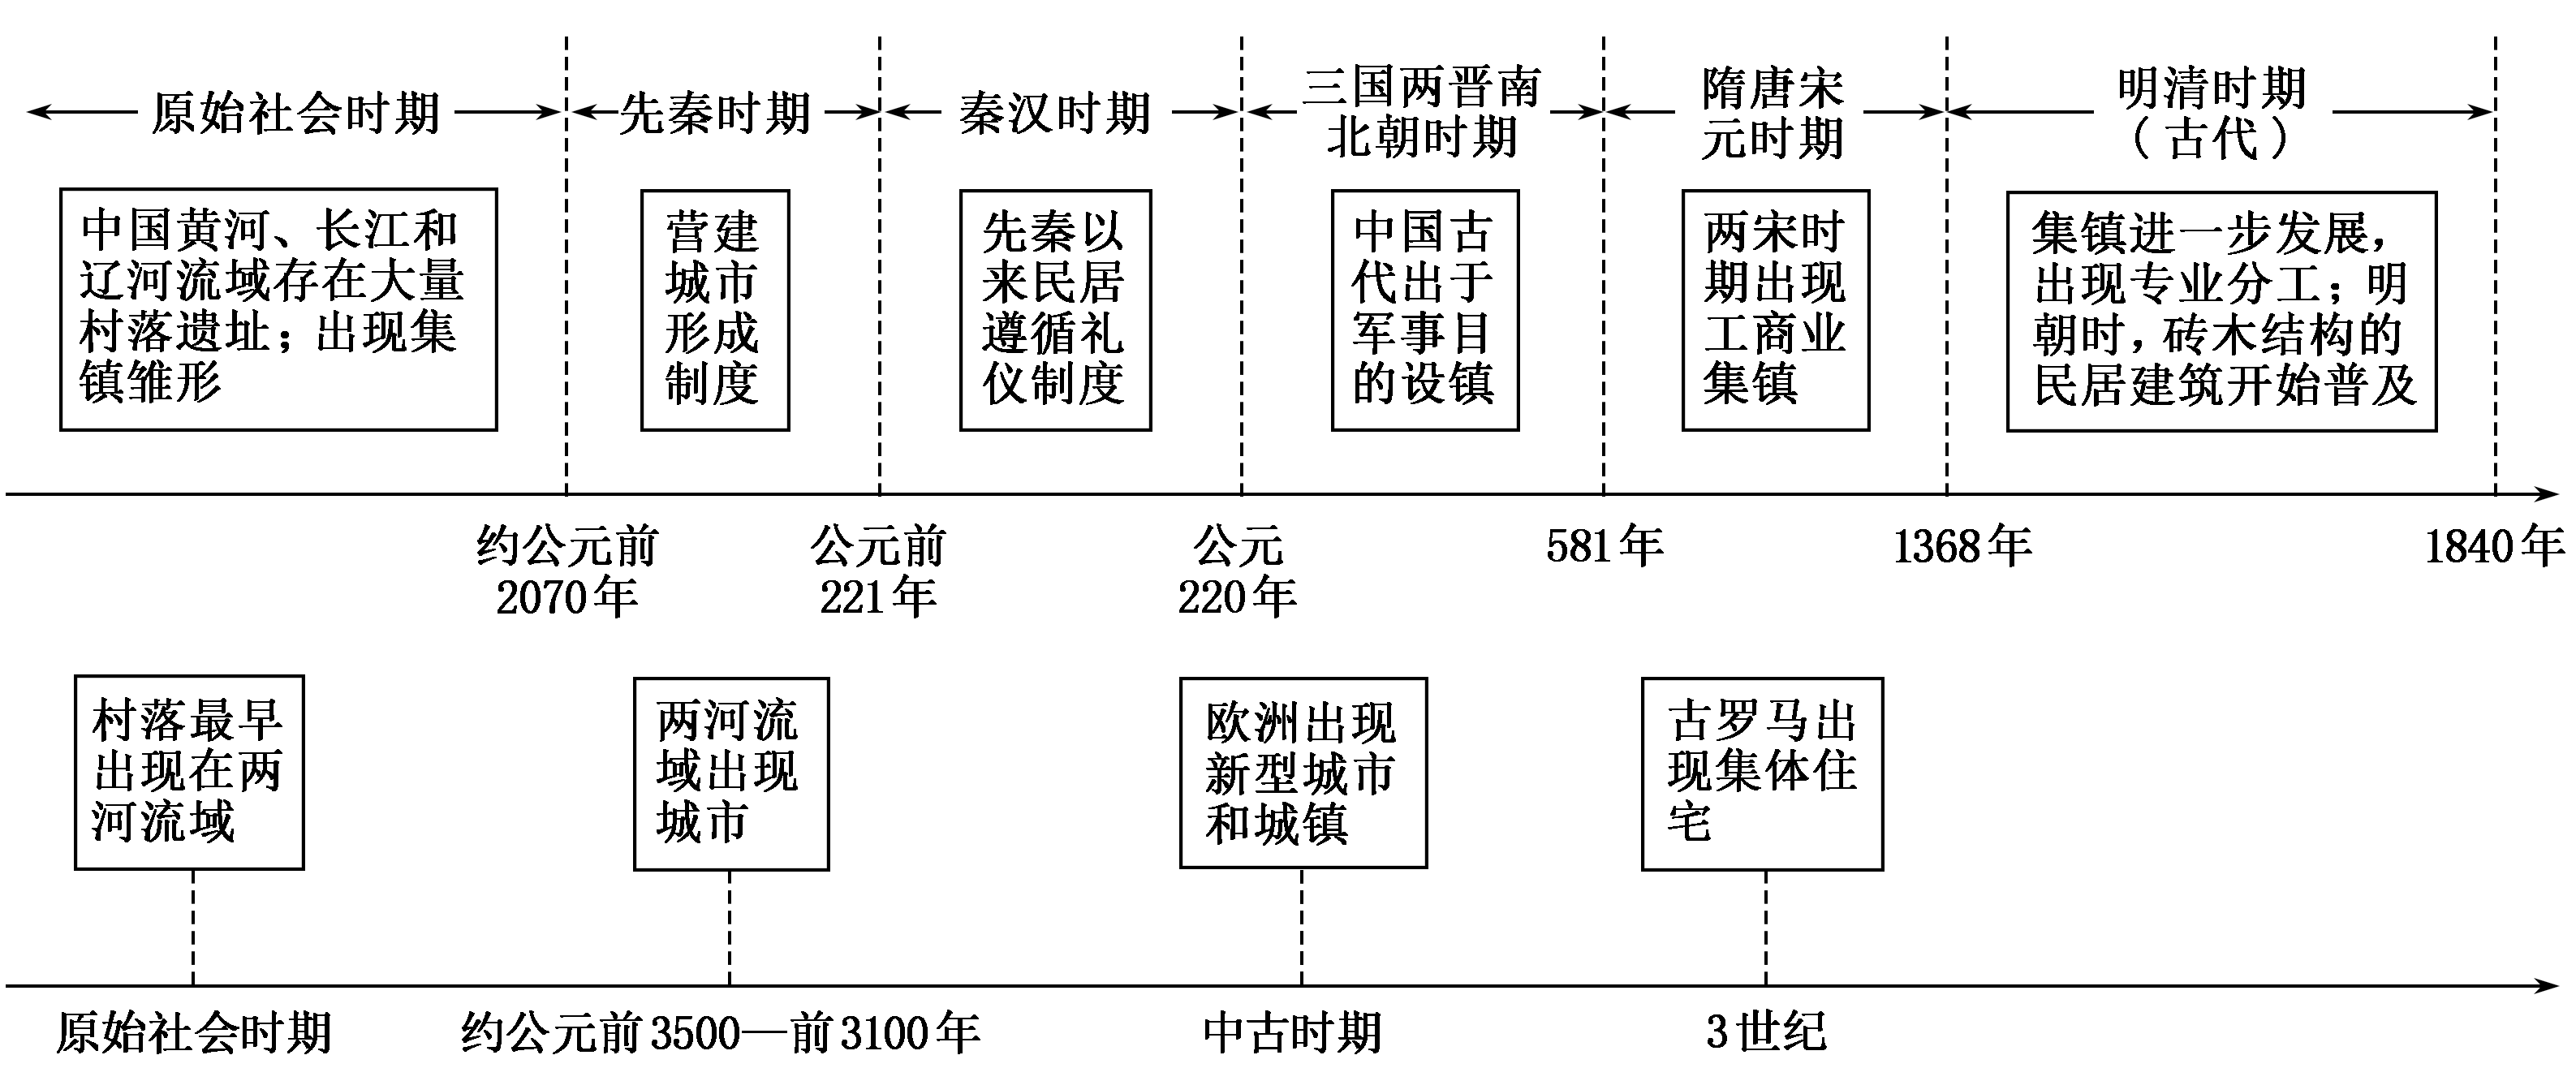 原始社会时期
先秦时期
秦汉时期
三国两晋南
北朝时期
隋唐宋
元时期
明清时期
（古代）
中国黄河、长江和
辽河流域存在大量
村落遗址；出现集
镇雏形
营建
城市
形成
制度
先秦以
来民居
遵循礼
仪制度
中国古
代出于
军事目
的设镇
两宋时
期出现
工商业
集镇
集镇进一步发展，
出现专业分工；明
朝时，砖木结构的
民居建筑开始普及
约公元前
2070年
公元前
221年
公元
220年
581年
1368年
1840年
村落最早
出现在两
河流域
两河流
域出现
城市
欧洲出现
新型城市
和城镇
古罗马出
现集体住
宅
原始社会时期
约公元前3500—前3100年
中古时期
3世纪